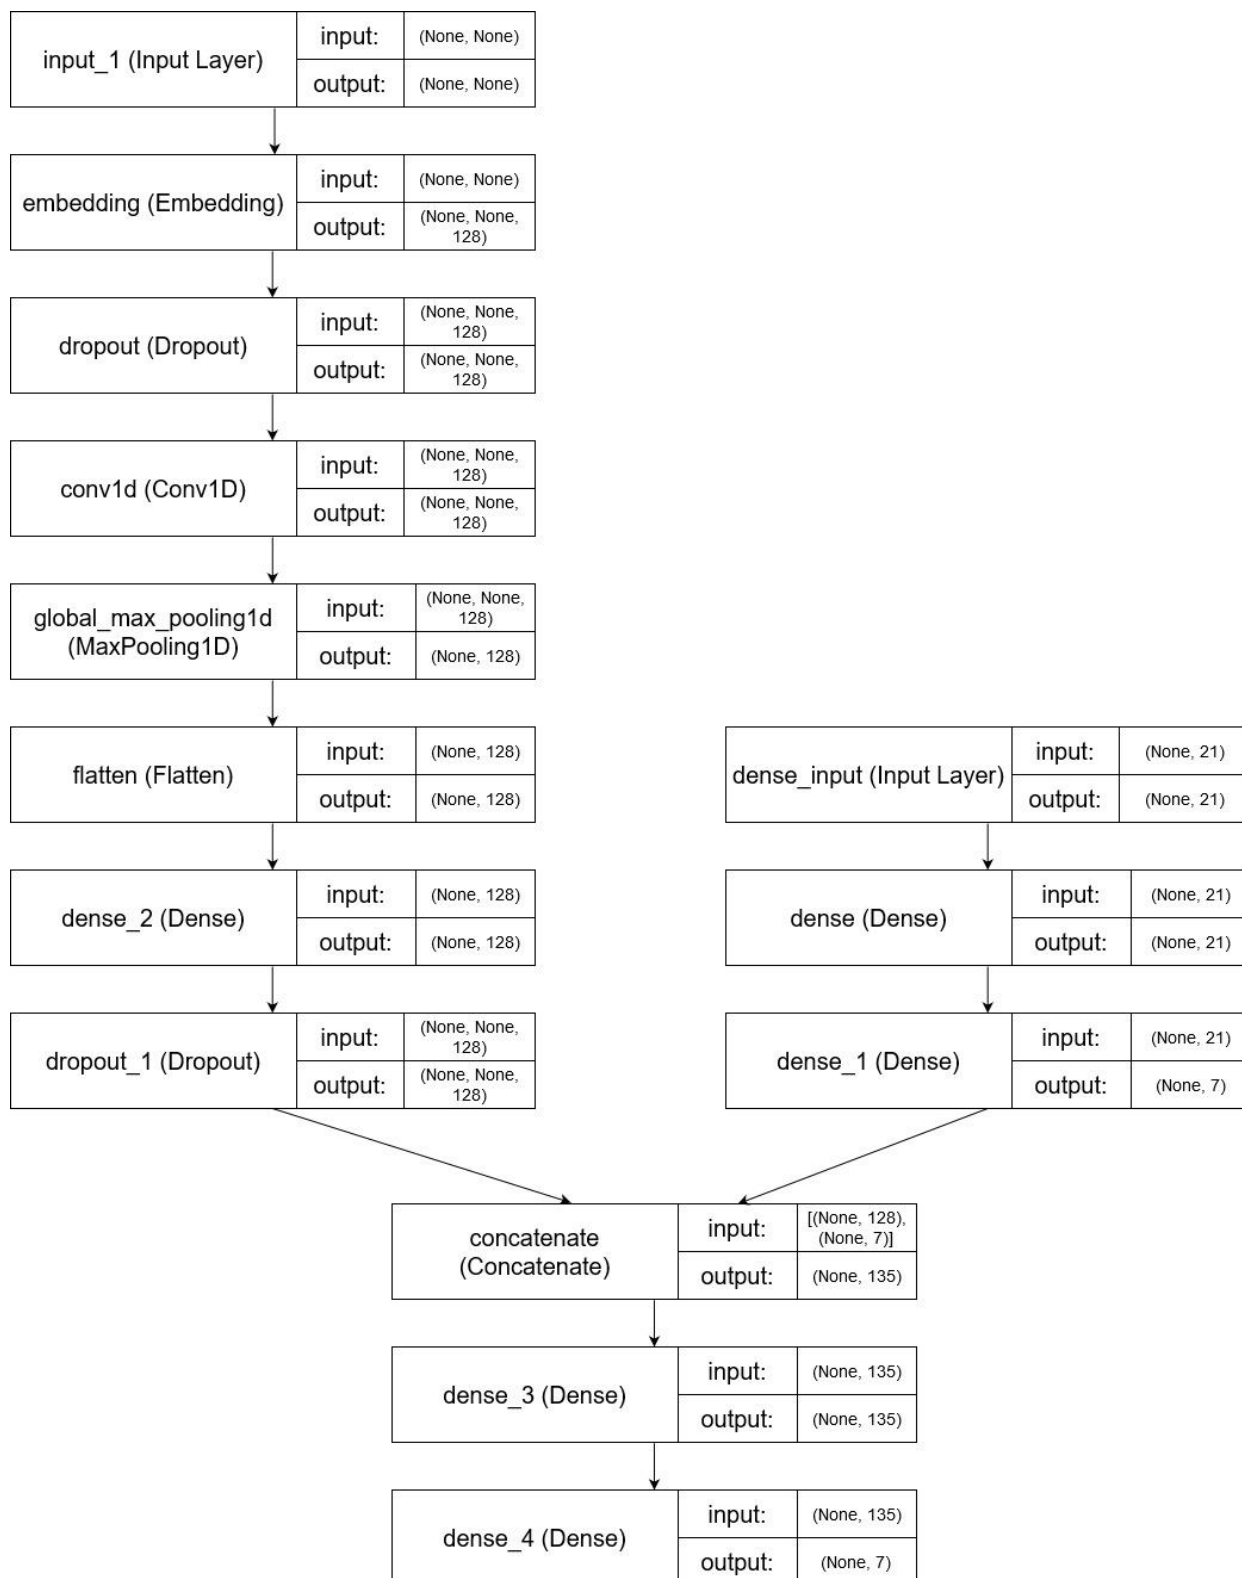 input_1 (Input Layer)
input:
(None, None)
output:
(None, None)
embedding (Embedding)
input:
(None, None)
output:
(None, None,
128)
dropout (Dropout)
input:
(None, None,
128)
output:
(None, None,
128)
conv1d (Conv1D)
input:
(None, None,
128)
output:
(None, None,
128)
global_max_pooling1d
(MaxPooling1D)
input:
(None, None,
128)
output:
(None, 128)
flatten (Flatten)
input:
(None, 128)
output:
(None, 128)
dense_input (Input Layer)
input:
(None, 21)
output:
(None, 21)
dense_2 (Dense)
input:
(None, 128)
output:
(None, 128)
dense (Dense)
input:
(None, 21)
output:
(None, 21)
dropout_1 (Dropout)
input:
(None, None,
128)
output:
(None, None,
128)
dense_1 (Dense)
input:
(None, 21)
output:
(None, 7)
concatenate
(Concatenate)
input:
[(None, 128),
(None, 7)]
output:
(None, 135)
dense_3 (Dense)
input:
(None, 135)
output:
(None, 135)
dense_4 (Dense)
input:
(None, 135)
output:
(None, 7)